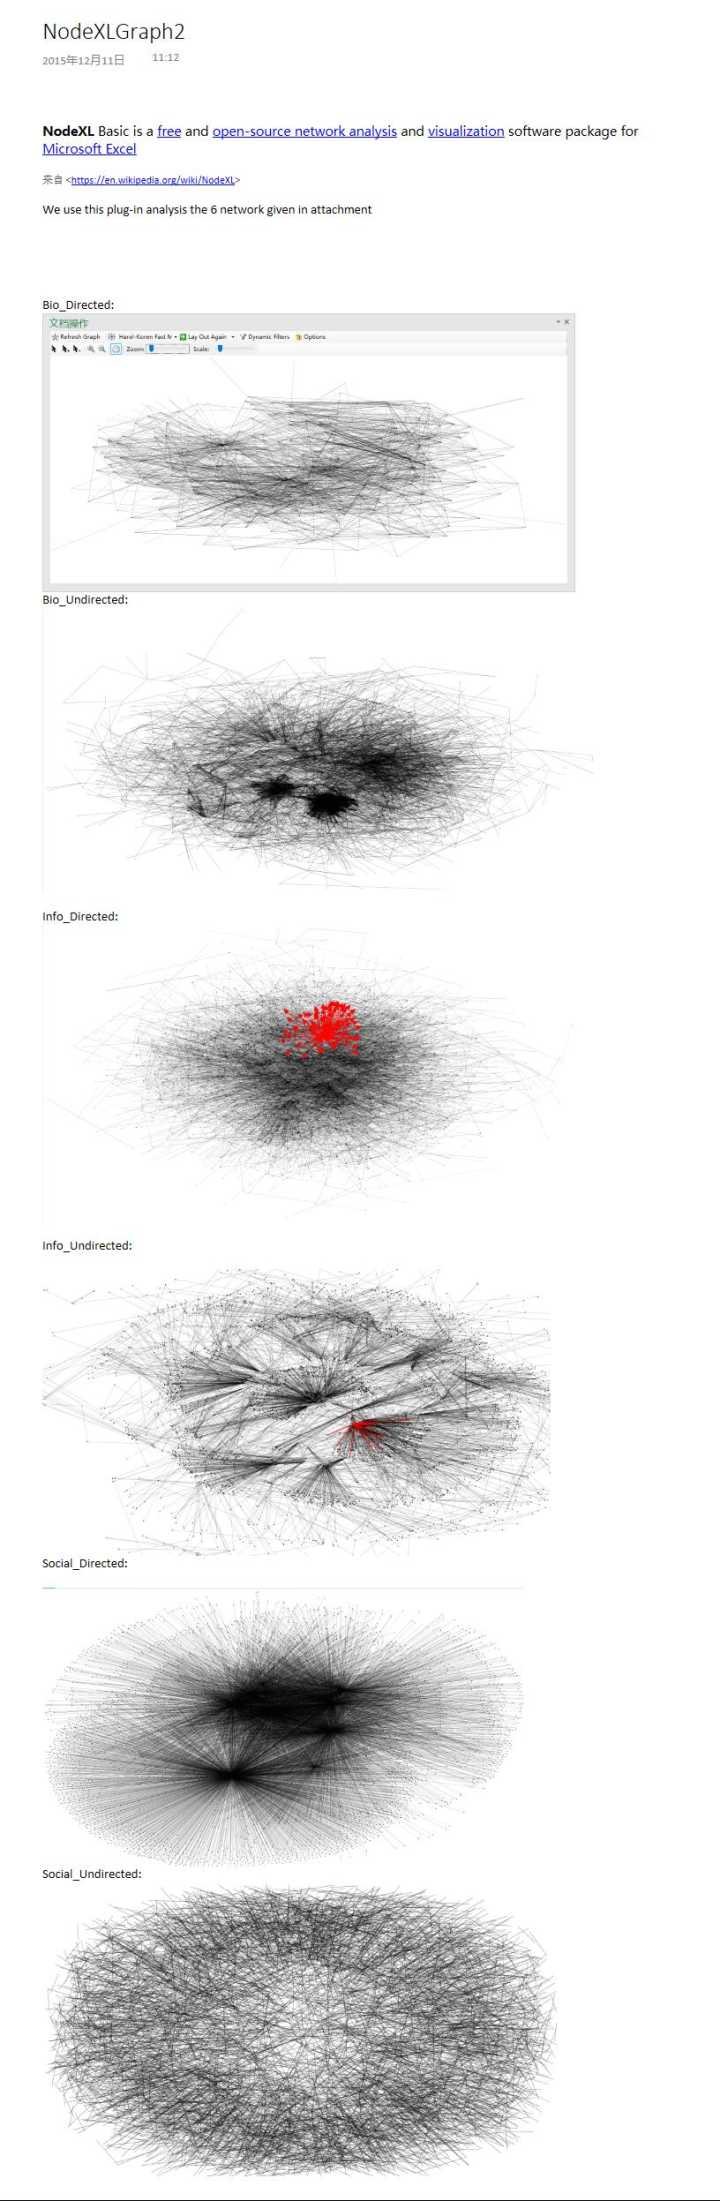 NodeXLGraph2
2015年12月11日 11:12
NodeXL Basic is a free and open-source network analysis and visualization software package for
Microsoft Excel
来自 <https://en.wikipedia.org/wiki/NodeXL>
We use this plug-in analysis the 6 network given in attachment
Bio_Directed:
文档操作
Refresh Graph Harel-Koren Fast M Lay Out Again Dynamic Filters Options
Zoom: Scale:
Bio_Undirected:
Info_Directed:
Info_Undirected:
Social_Directed:
Social_Undirected: